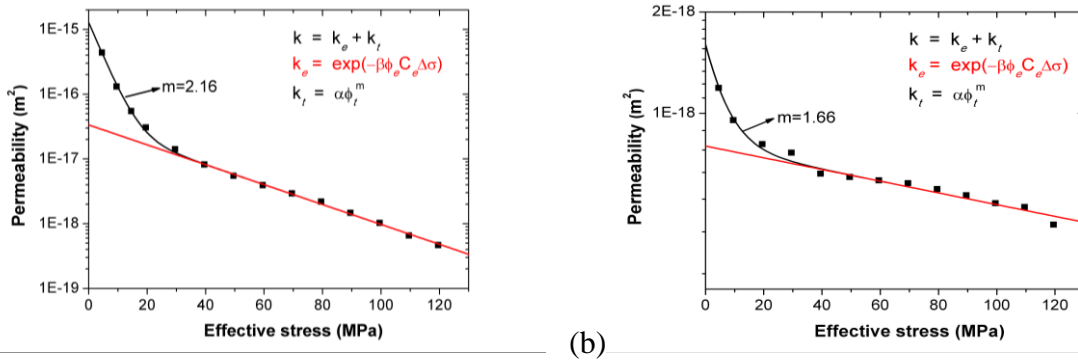 1E-15
1E-16
1E-17
1E-18
1E-19
Permeability (m²)
k = kₑ + kₜ
kₑ = exp(−βϕₑCₑΔσ)
kₜ = αϕₜᵐ
m=2.16
0 20 40 60 80 100 120
Effective stress (MPa)
(b)
2E-18
1E-18
Permeability (m²)
k = kₑ + kₜ
kₑ = exp(−βϕₑCₑΔσ)
kₜ = αϕₜᵐ
m=1.66
0 20 40 60 80 100 120
Effective stress (MPa)